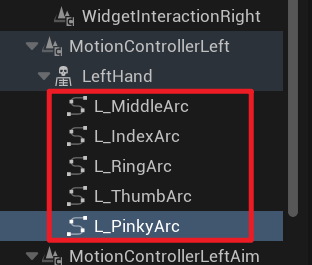 WidgetInteractionRight
MotionControllerLeft
LeftHand
L_MiddleArc
L_IndexArc
L_RingArc
L_ThumbArc
L_PinkyArc
MotionControllerLeftAim